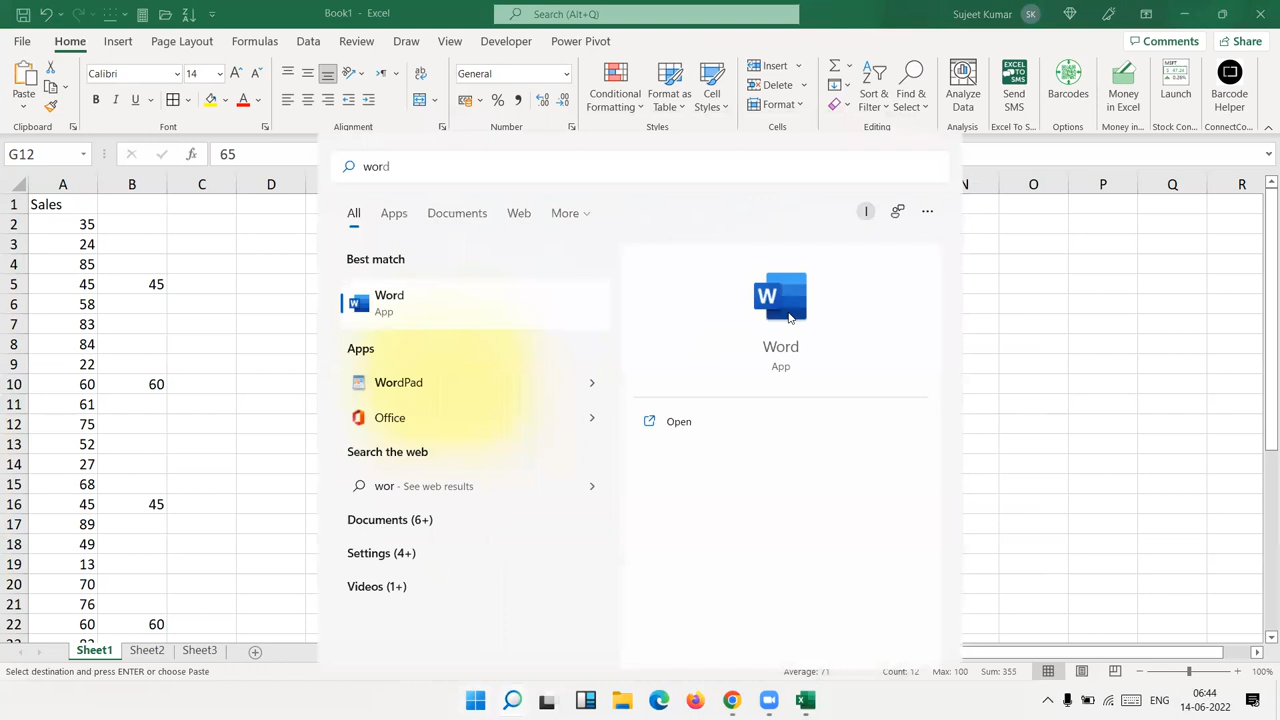 Book1 - Excel
Search (Alt+Q)
Sujeet Kumar
File Home Insert Page Layout Formulas Data Review Draw View Developer Power Pivot
Comments Share
Paste
Calibri 14
B I U
General
Conditional Formatting
Format as Table
Cell Styles
Insert
Delete
Format
Sort & Filter
Find & Select
Analyze Data
Send SMS
Barcodes
Money in Excel
Launch
Barcode Helper
Clipboard Font Alignment Number Styles Cells Editing Analysis Excel To S... Options Money in... Stock Con... ConnectCo...
G12 fx 65
A B C D N O P Q R
1 Sales
2 35
3 24
4 85
5 45 45
6 58
7 83
8 84
9 22
10 60 60
11 61
12 75
13 52
14 27
15 68
16 45 45
17 89
18 49
19 13
20 70
21 76
22 60 60
word
All Apps Documents Web More
I
Best match
Word
App
Apps
WordPad
Office
Search the web
wor - See web results
Documents (6+)
Settings (4+)
Videos (1+)
W
Word
App
Open
Sheet1 Sheet2 Sheet3
Select destination and press ENTER or choose Paste
Average: 71 Count: 12 Min: 10 Max: 100 Sum: 355 100%
ENG
06:44
14-06-2022